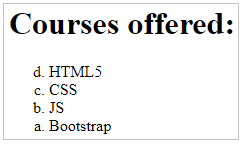 Courses offered:
d. HTML5
c. CSS
b. JS
a. Bootstrap